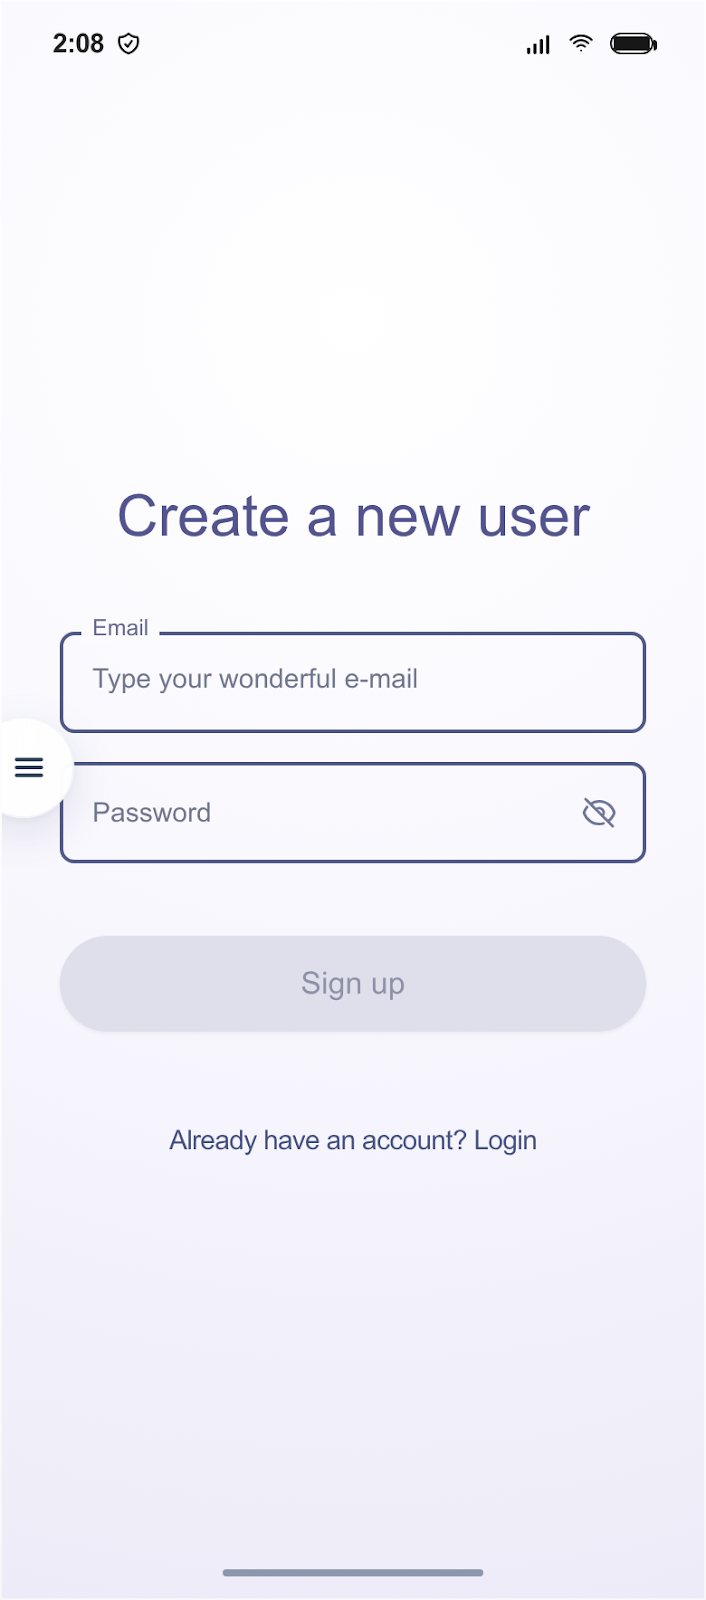 2:08
Create a new user
Email
Type your wonderful e-mail
Password
Sign up
Already have an account? Login